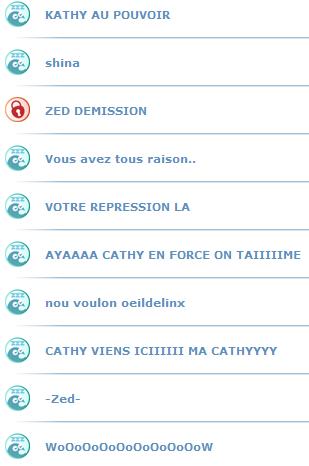 KATHY AU POUVOIR
shina
ZED DEMISSION
Vous avez tous raison..
VOTRE REPRESSION LA
AYAAAA CATHY EN FORCE ON TAIIIIIME
nou voulon oeildelinx
CATHY VIENS ICIIIIII MA CATHYYYY
-Zed-
WoOoOoOoOoOoOoOoOoW